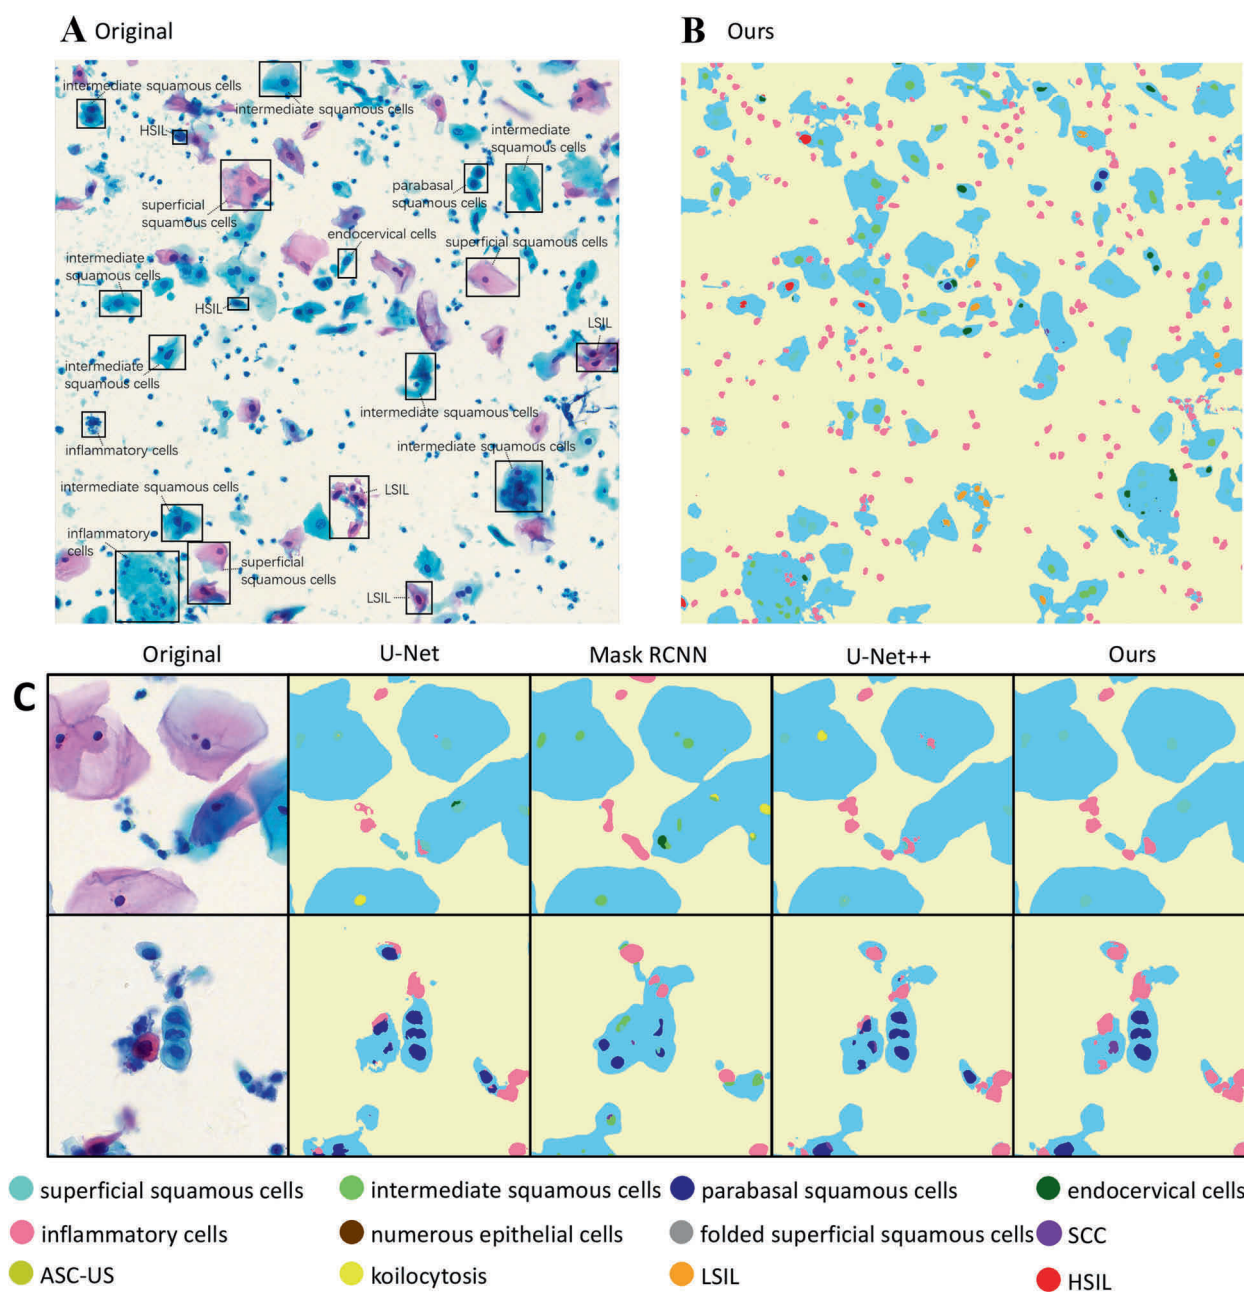 A Original
B Ours
intermediate squamous cells
intermediate squamous cells
HSIL
intermediate
squamous cells
parabasal
squamous cells
superficial
squamous cells
endocervical cells
superficial squamous cells
intermediate
squamous cells
HSIL
LSIL
intermediate
squamous cells
intermediate squamous cells
inflammatory cells
intermediate squamous cells
intermediate squamous cells
LSIL
inflammatory
cells
superficial
squamous cells
LSIL
Original U-Net Mask RCNN U-Net++ Ours
C
superficial squamous cells intermediate squamous cells parabasal squamous cells endocervical cells
inflammatory cells numerous epithelial cells folded superficial squamous cells SCC
ASC-US koilocytosis LSIL HSIL